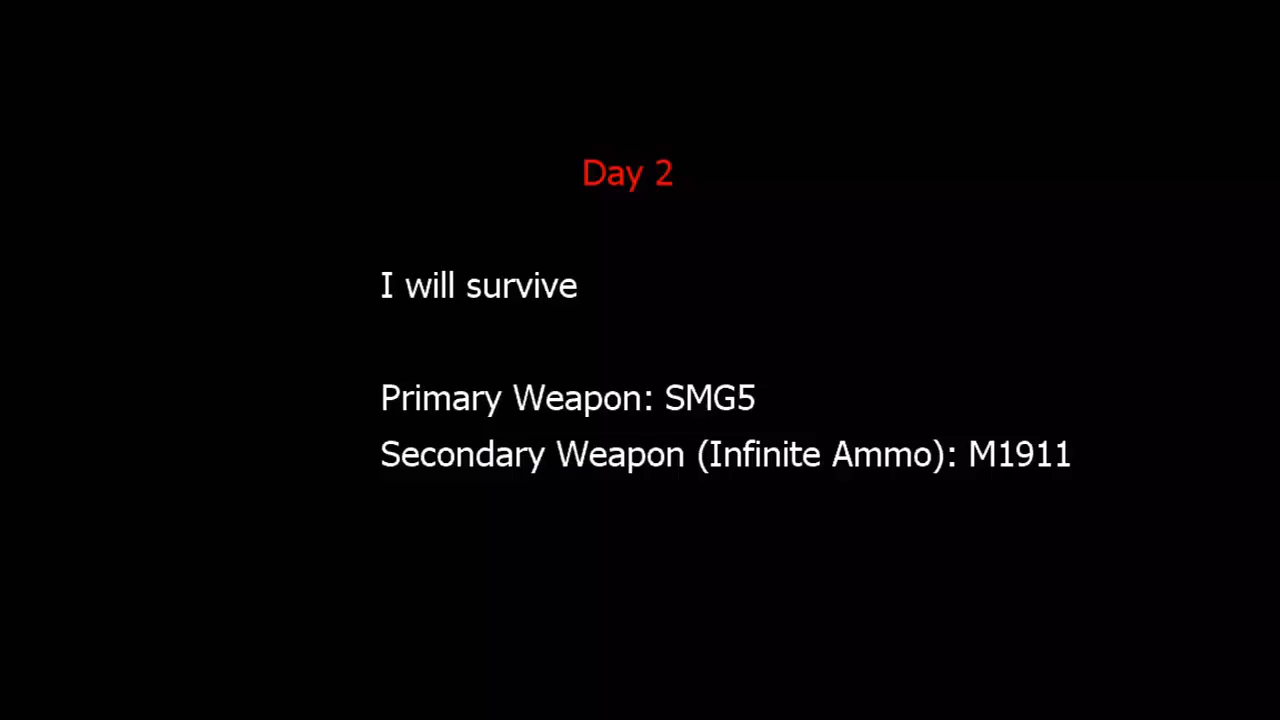 Day 2
I will survive
Primary Weapon: SMG5
Secondary Weapon (Infinite Ammo): M1911